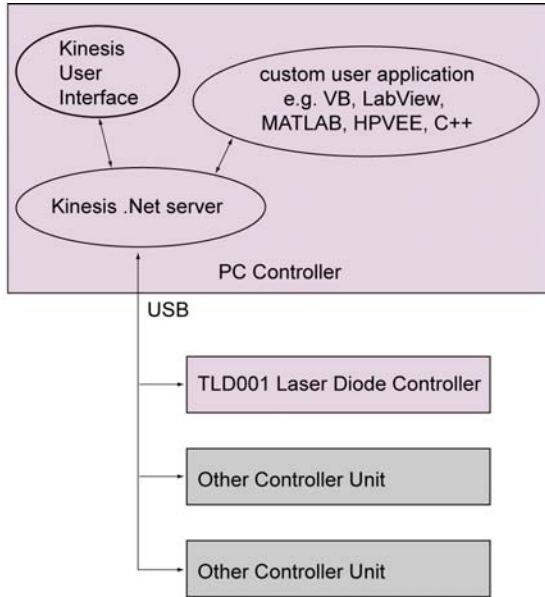 Kinesis
User
Interface
custom user application
e.g. VB, LabView,
MATLAB, HPVEE, C++
Kinesis .Net server
PC Controller
USB
TLD001 Laser Diode Controller
Other Controller Unit
Other Controller Unit